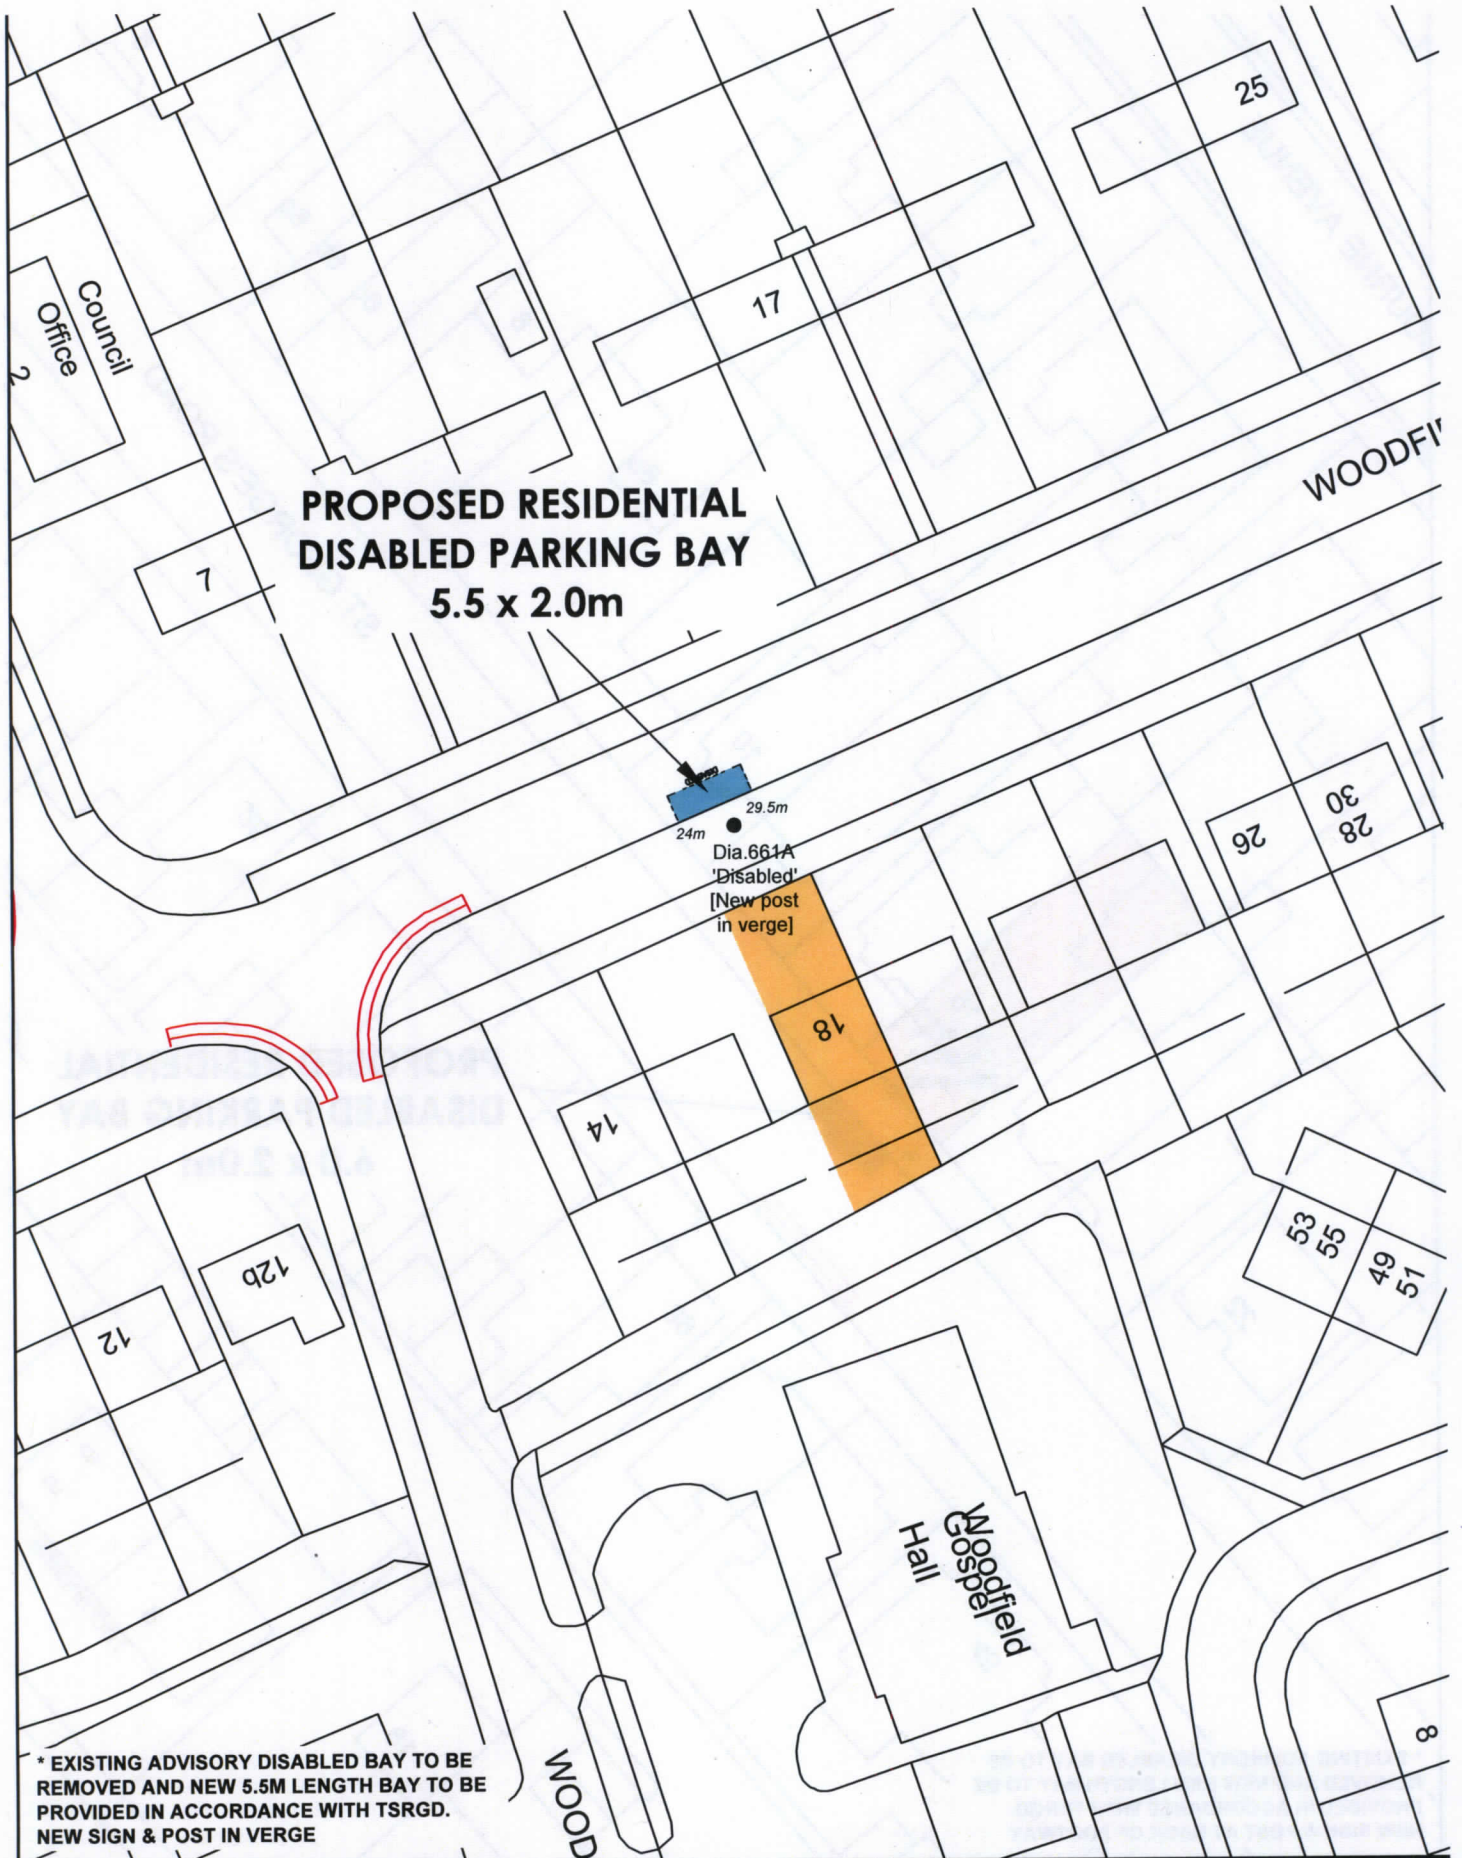 25
17
Council
Office
2
WOODFI
PROPOSED RESIDENTIAL
DISABLED PARKING BAY
5.5 x 2.0m
7
29.5m
24m
Dia.661A
'Disabled'
[New post
in verge]
30
28
26
18
14
53
55
49
51
12b
12
Woodfield
Gospel
Hall
8
* EXISTING ADVISORY DISABLED BAY TO BE
REMOVED AND NEW 5.5M LENGTH BAY TO BE
PROVIDED IN ACCORDANCE WITH TSRGD.
NEW SIGN & POST IN VERGE
WOOD